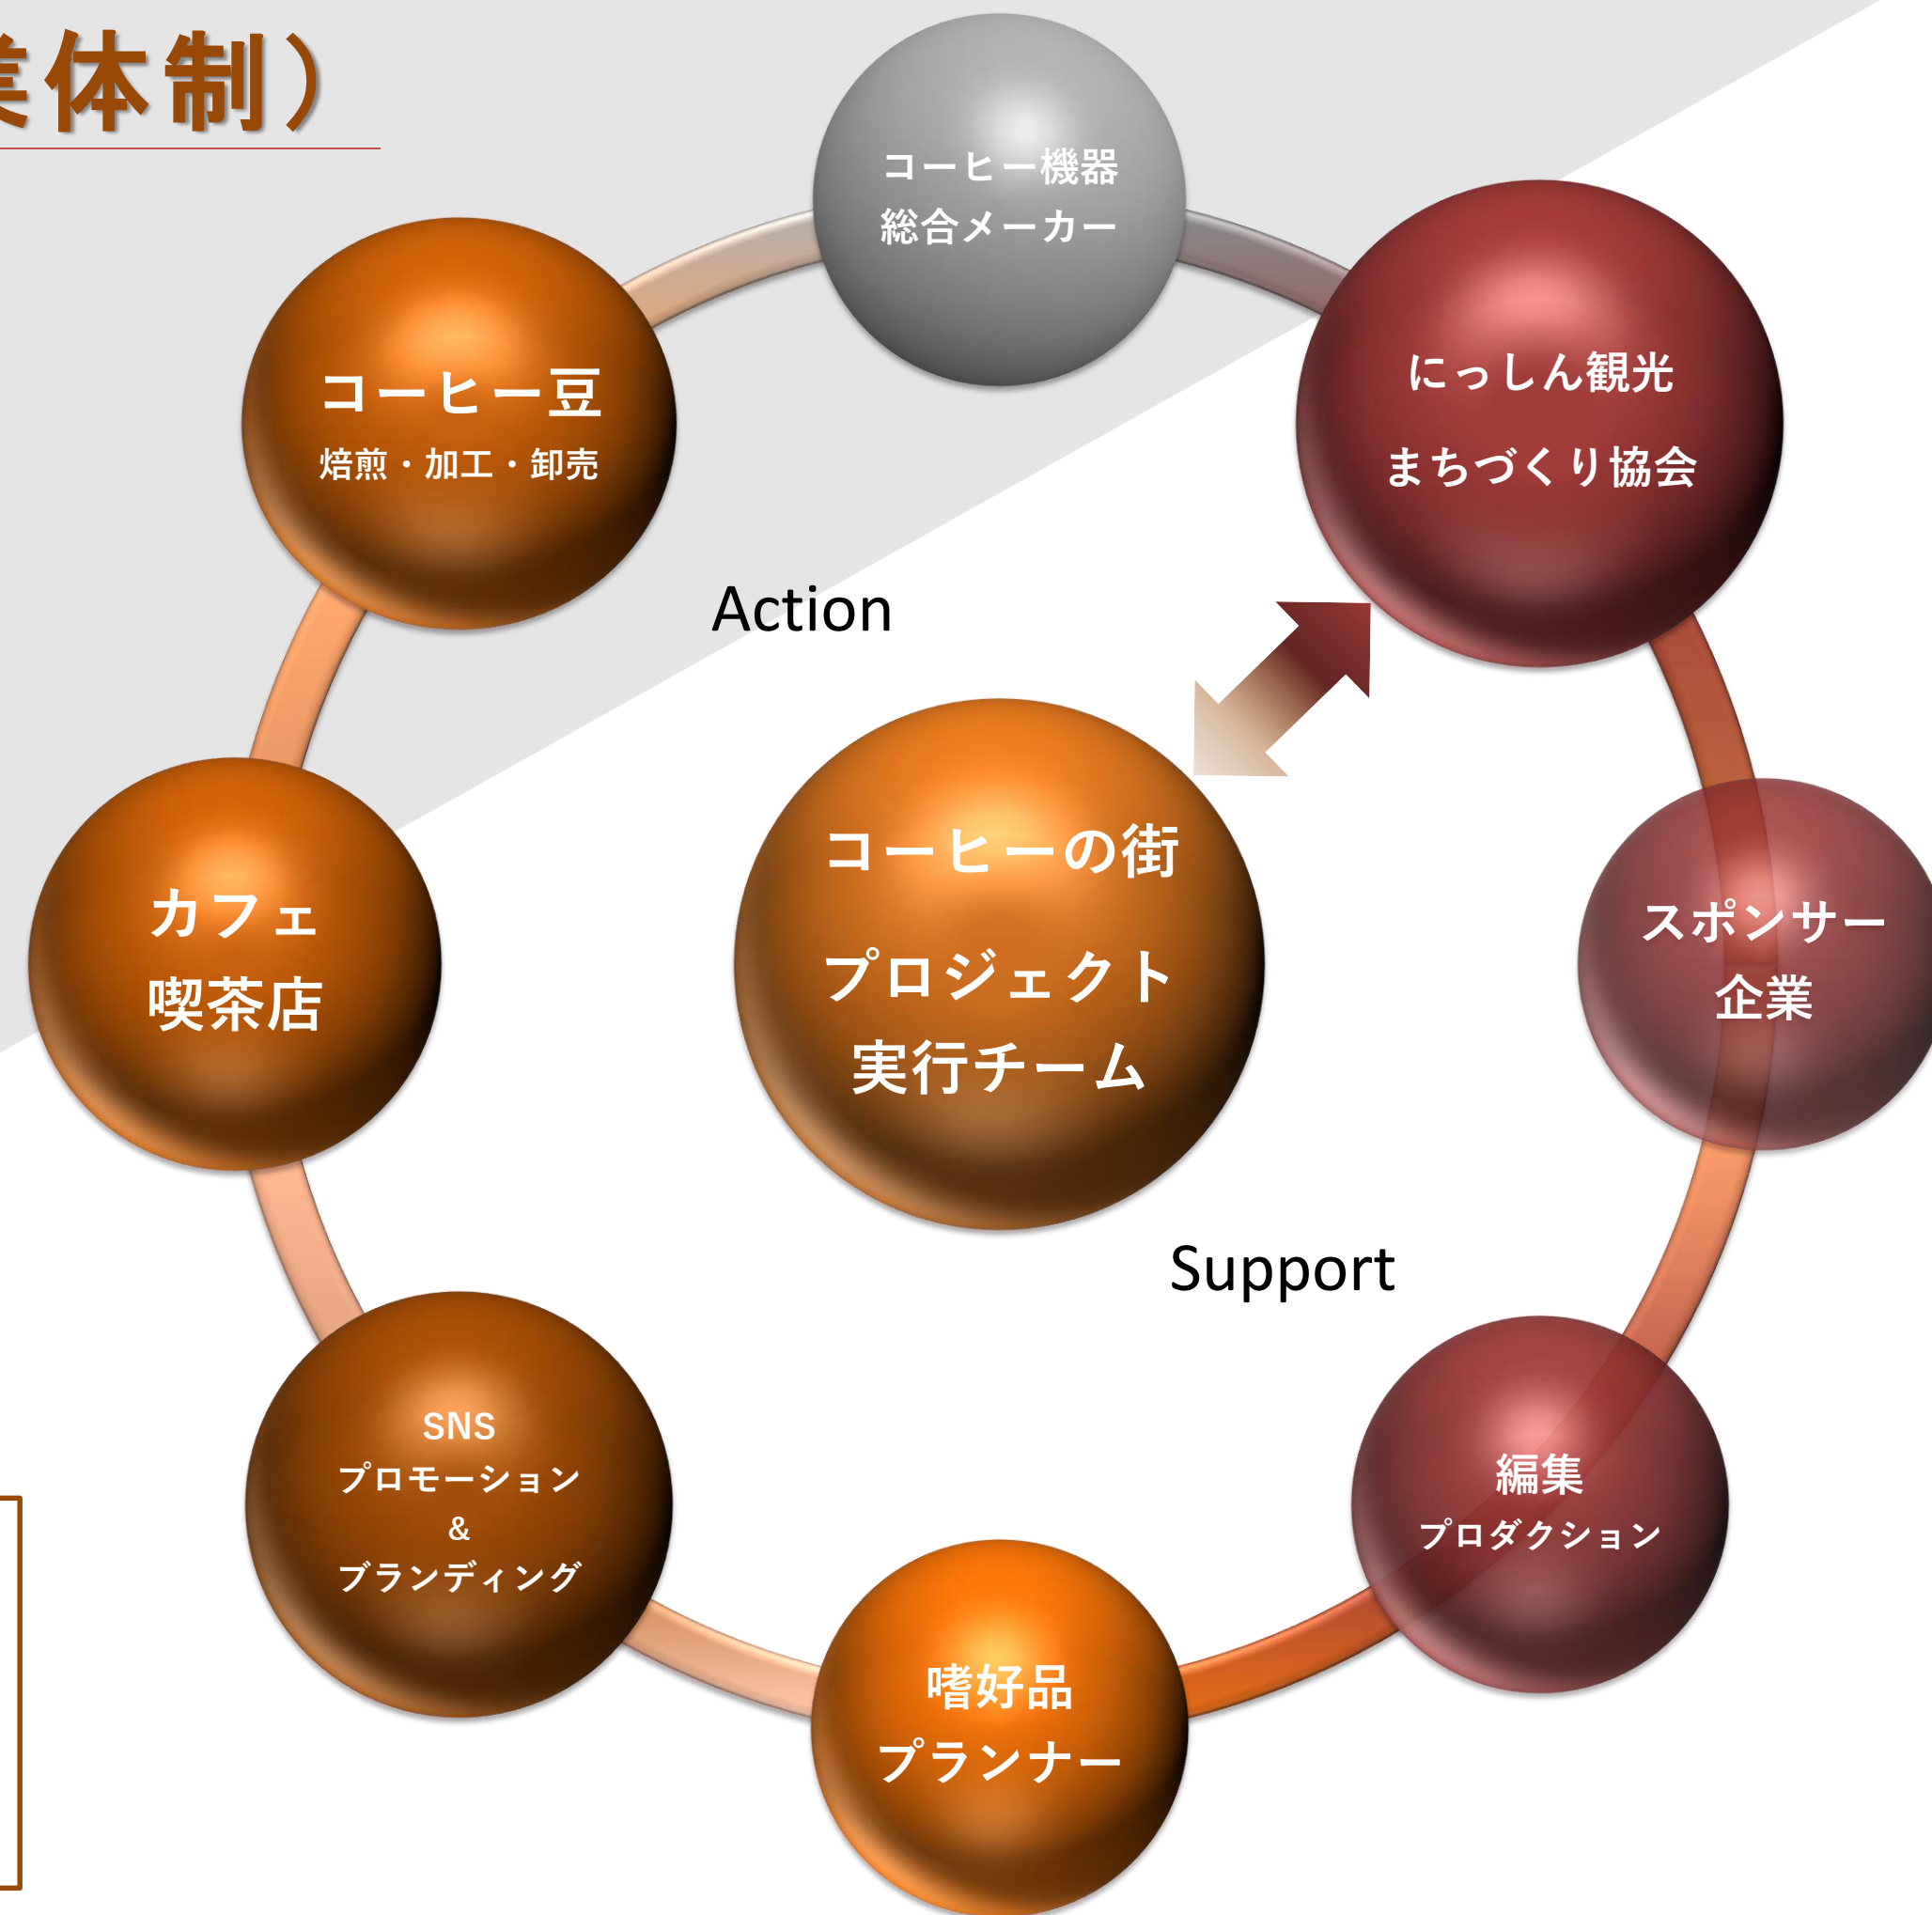 業体制）
コーヒー機器
総合メーカー
コーヒー豆
焙煎・加工・卸売
にっしん観光
まちづくり協会
Action
カフェ
喫茶店
コーヒーの街
プロジェクト
実行チーム
スポンサー
企業
Support
SNS
プロモーション
&
ブランディング
編集
プロダクション
嗜好品
プランナー